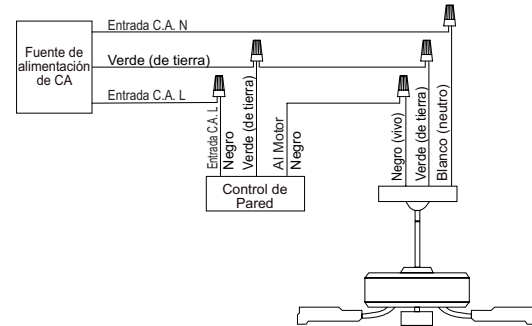 Entrada C.A. N
Fuente de
alimentación
de CA
Verde (de tierra)
Entrada C.A. L
Entrada C.A. L
Negro
Verde (de tierra)
Al Motor
Negro
Negro (vivo)
Verde (de tierra)
Blanco (neutro)
Control de
Pared